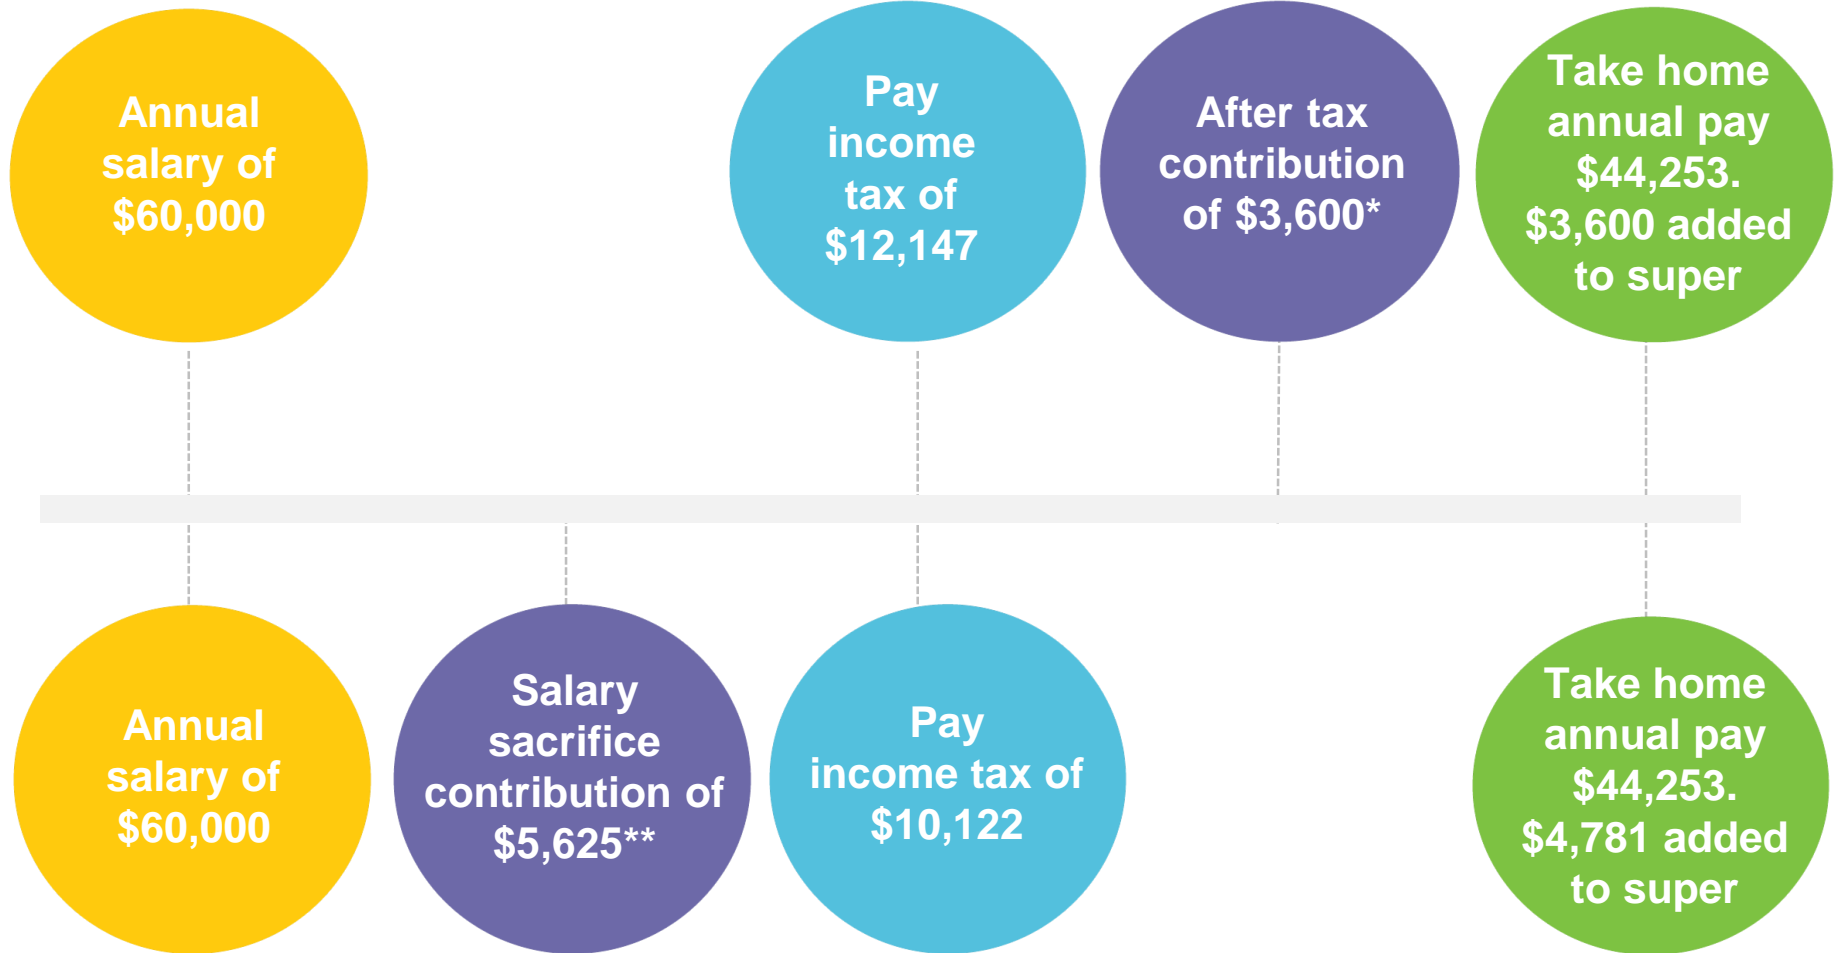 Annual
salary of
$60,000
Pay
income
tax of
$12,147
After tax
contribution
of $3,600*
Take home
annual pay
$44,253.
$3,600 added
to super
Annual
salary of
$60,000
Salary
sacrifice
contribution of
$5,625**
Pay
income tax of
$10,122
Take home
annual pay
$44,253.
$4,781 added
to super